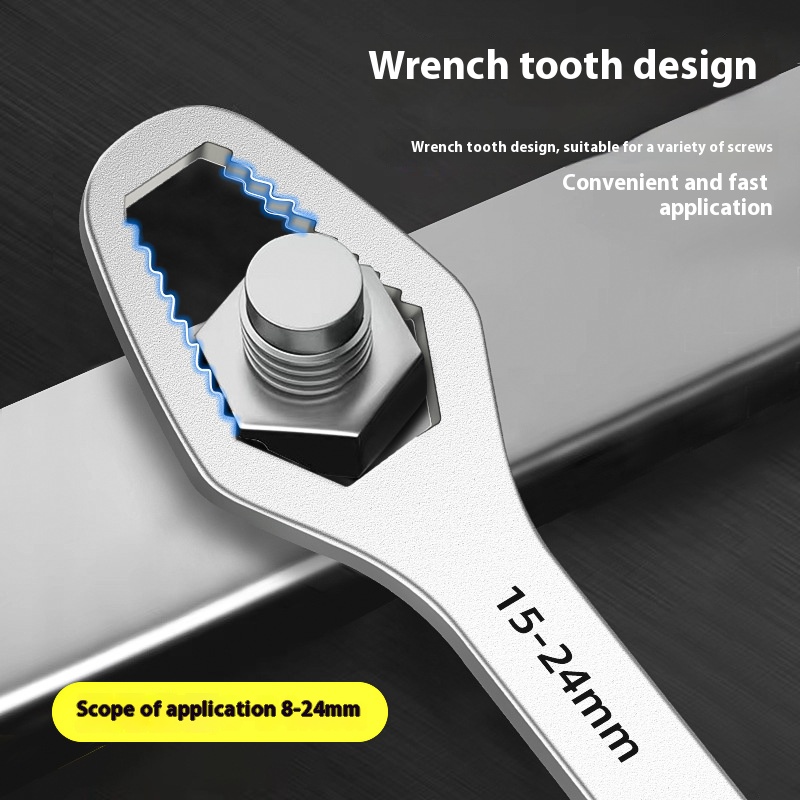 Wrench tooth design
Wrench tooth design, suitable for a variety of screws
Convenient and fast
application
15-24mm
Scope of application 8-24mm